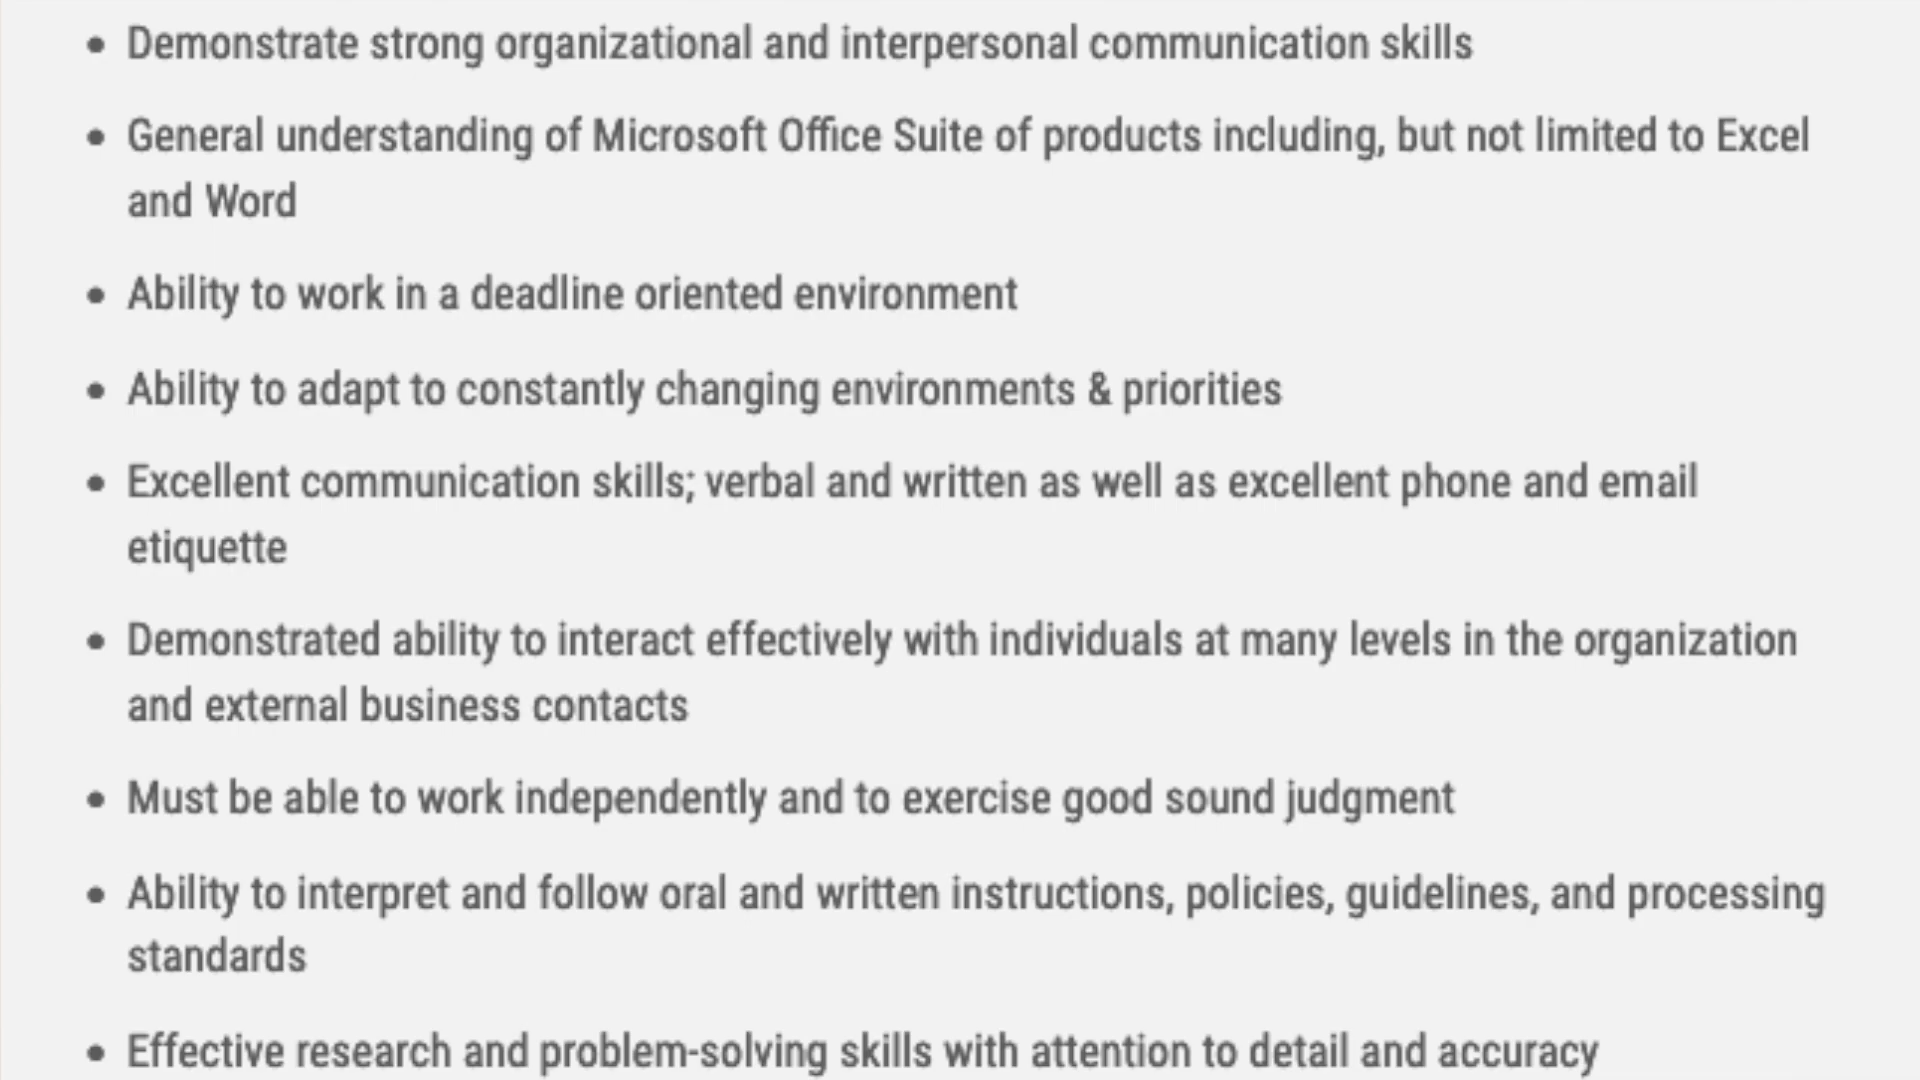 • Demonstrate strong organizational and interpersonal communication skills
• General understanding of Microsoft Office Suite of products including, but not limited to Excel
and Word
• Ability to work in a deadline oriented environment
• Ability to adapt to constantly changing environments & priorities
• Excellent communication skills; verbal and written as well as excellent phone and email
etiquette
• Demonstrated ability to interact effectively with individuals at many levels in the organization
and external business contacts
• Must be able to work independently and to exercise good sound judgment
• Ability to interpret and follow oral and written instructions, policies, guidelines, and processing
standards
• Effective research and problem-solving skills with attention to detail and accuracy